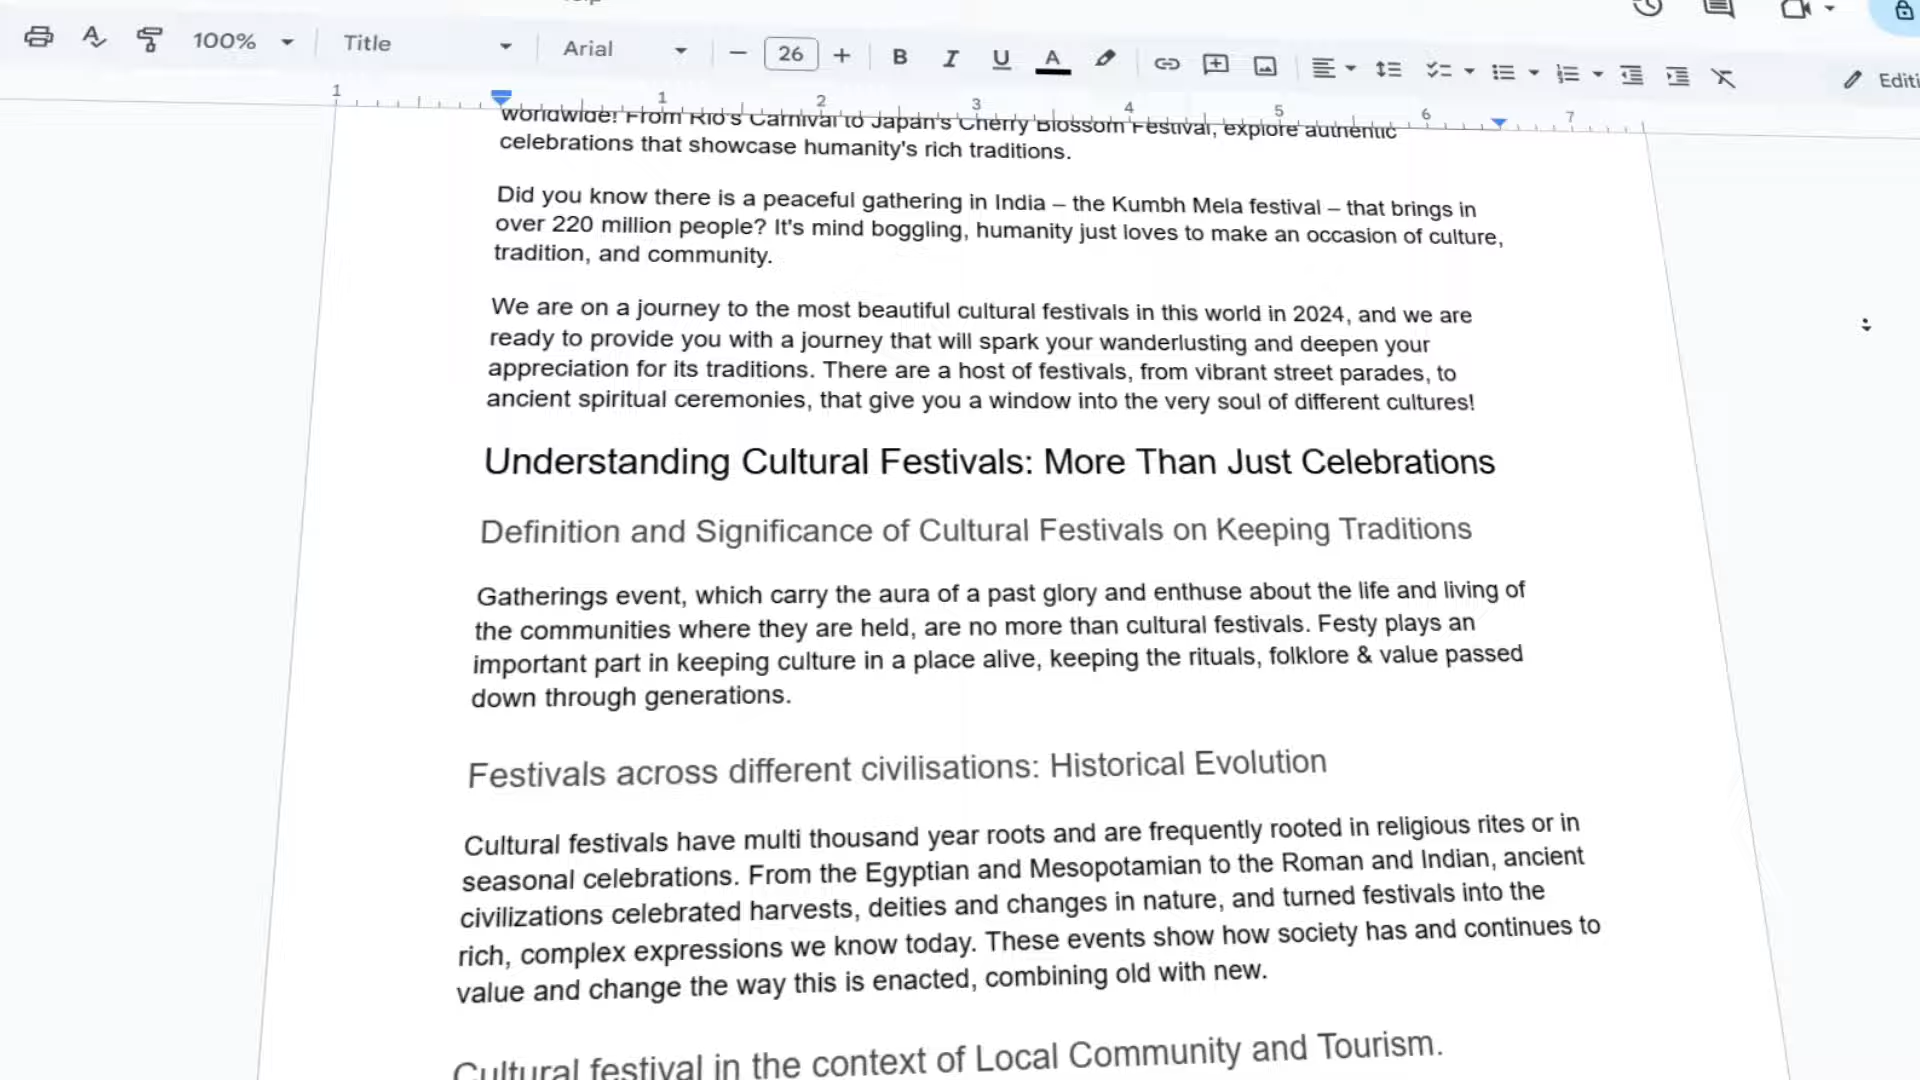 100% Title Arial 26 B I U A Editi
1 1 2 3 4 5 6 7
worldwide! From Rio's Carnival to Japan's Cherry Blossom Festival, explore authentic
celebrations that showcase humanity's rich traditions.
Did you know there is a peaceful gathering in India – the Kumbh Mela festival – that brings in
over 220 million people? It's mind boggling, humanity just loves to make an occasion of culture,
tradition, and community.
We are on a journey to the most beautiful cultural festivals in this world in 2024, and we are
ready to provide you with a journey that will spark your wanderlusting and deepen your
appreciation for its traditions. There are a host of festivals, from vibrant street parades, to
ancient spiritual ceremonies, that give you a window into the very soul of different cultures!
Understanding Cultural Festivals: More Than Just Celebrations
Definition and Significance of Cultural Festivals on Keeping Traditions
Gatherings event, which carry the aura of a past glory and enthuse about the life and living of
the communities where they are held, are no more than cultural festivals. Festy plays an
important part in keeping culture in a place alive, keeping the rituals, folklore & value passed
down through generations.
Festivals across different civilisations: Historical Evolution
Cultural festivals have multi thousand year roots and are frequently rooted in religious rites or in
seasonal celebrations. From the Egyptian and Mesopotamian to the Roman and Indian, ancient
civilizations celebrated harvests, deities and changes in nature, and turned festivals into the
rich, complex expressions we know today. These events show how society has and continues to
value and change the way this is enacted, combining old with new.
Cultural festival in the context of Local Community and Tourism.